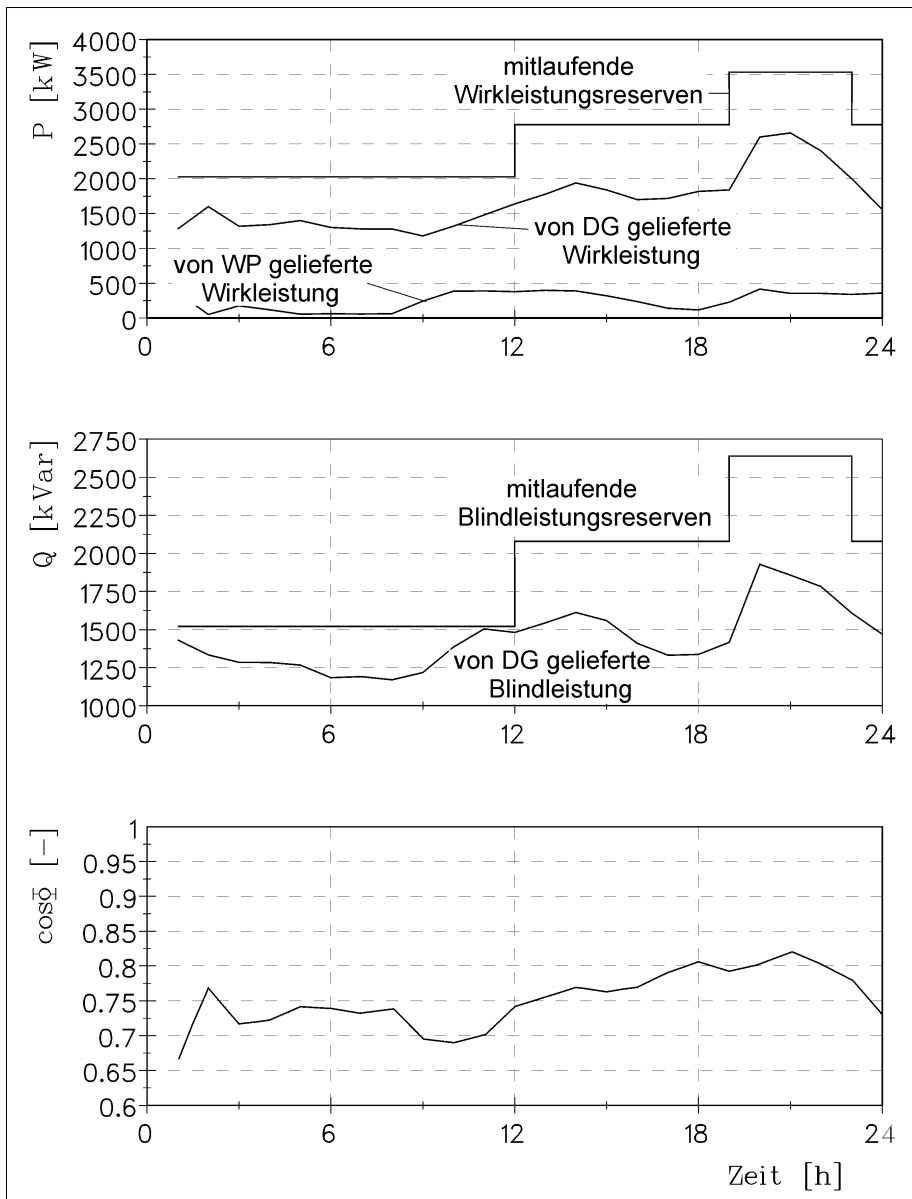 P [kW]
4000
3500
3000
2500
2000
1500
1000
500
0
mitlaufende
Wirkleistungsreserven
von DG gelieferte
Wirkleistung
von WP gelieferte
Wirkleistung
0 6 12 18 24
Q [kVar]
2750
2500
2250
2000
1750
1500
1250
1000
mitlaufende
Blindleistungsreserven
von DG gelieferte
Blindleistung
0 6 12 18 24
cosΦ [-]
1
0.95
0.9
0.85
0.8
0.75
0.7
0.65
0.6
0 6 12 18 24
Zeit [h]